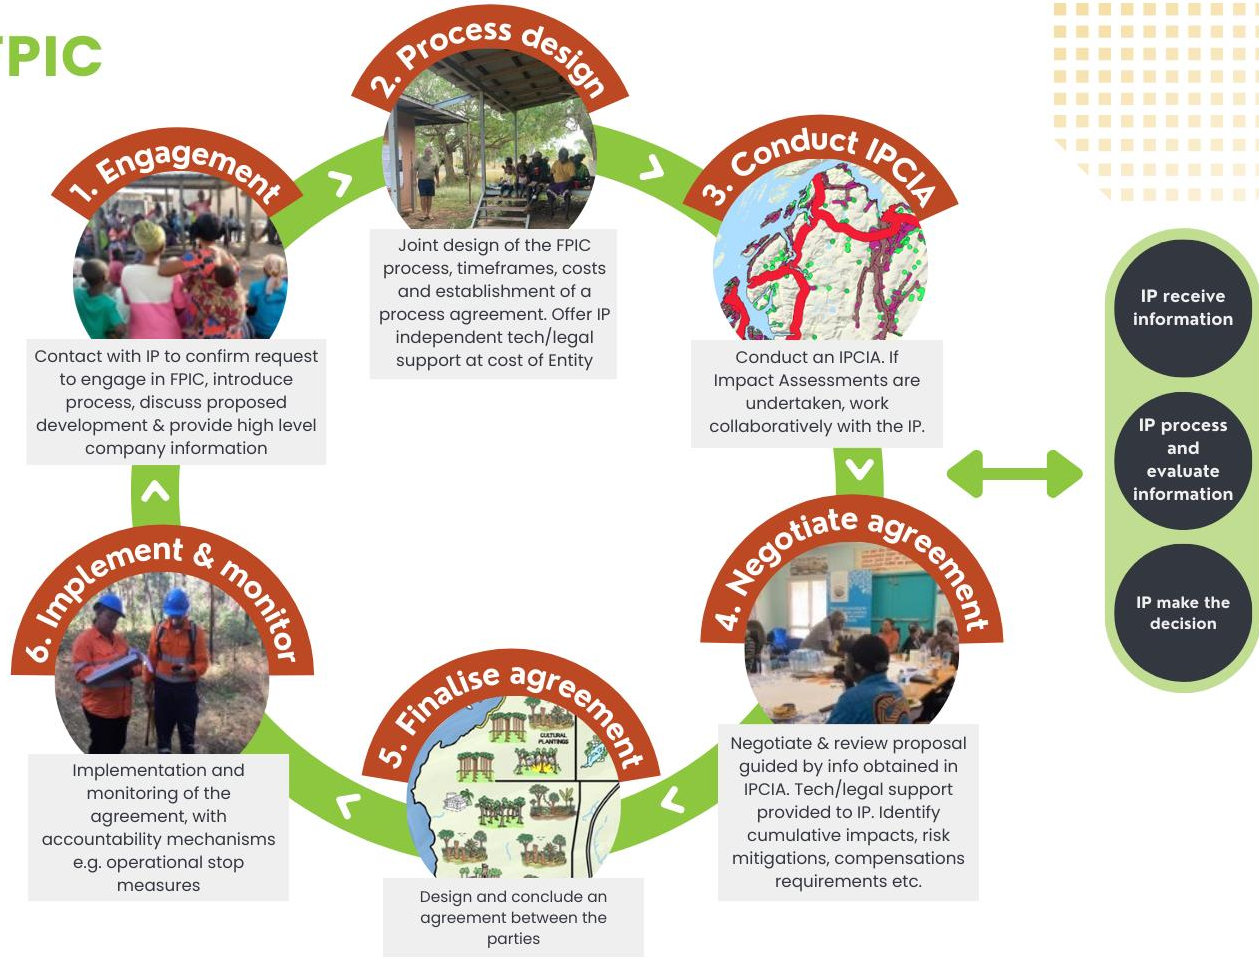 FPIC
1. Engagement
Contact with IP to confirm request
to engage in FPIC, introduce
process, discuss proposed
development & provide high level
company information
2. Process design
Joint design of the FPIC
process, timeframes, costs
and establishment of a
process agreement. Offer IP
independent tech/legal
support at cost of Entity
3. Conduct IPCIA
Conduct an IPCIA. If
Impact Assessments are
undertaken, work
collaboratively with the IP.
4. Negotiate agreement
Negotiate & review proposal
guided by info obtained in
IPCIA. Tech/legal support
provided to IP. Identify
cumulative impacts, risk
mitigations, compensations
requirements etc.
5. Finalise agreement
CULTURAL
PLANTINGS
Design and conclude an
agreement between the
parties
6. Implement & monitor
Implementation and
monitoring of the
agreement, with
accountability mechanisms
e.g. operational stop
measures
IP receive
information
IP process
and
evaluate
information
IP make the
decision